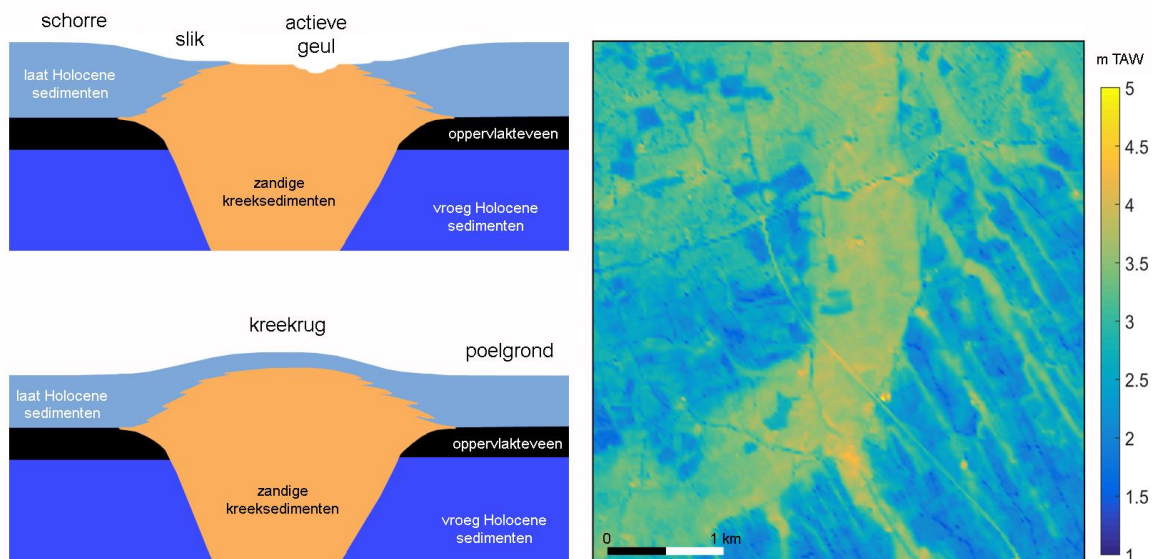 schorre
slik
actieve
geul
laat Holocene
sedimenten
oppervlakteveen
zandige
kreeksedimenten
vroeg Holocene
sedimenten
kreekrug
poelgrond
laat Holocene
sedimenten
oppervlakteveen
zandige
kreeksedimenten
vroeg Holocene
sedimenten
m TAW
5
4.5
4
3.5
3
2.5
2
1.5
1
0 1 km